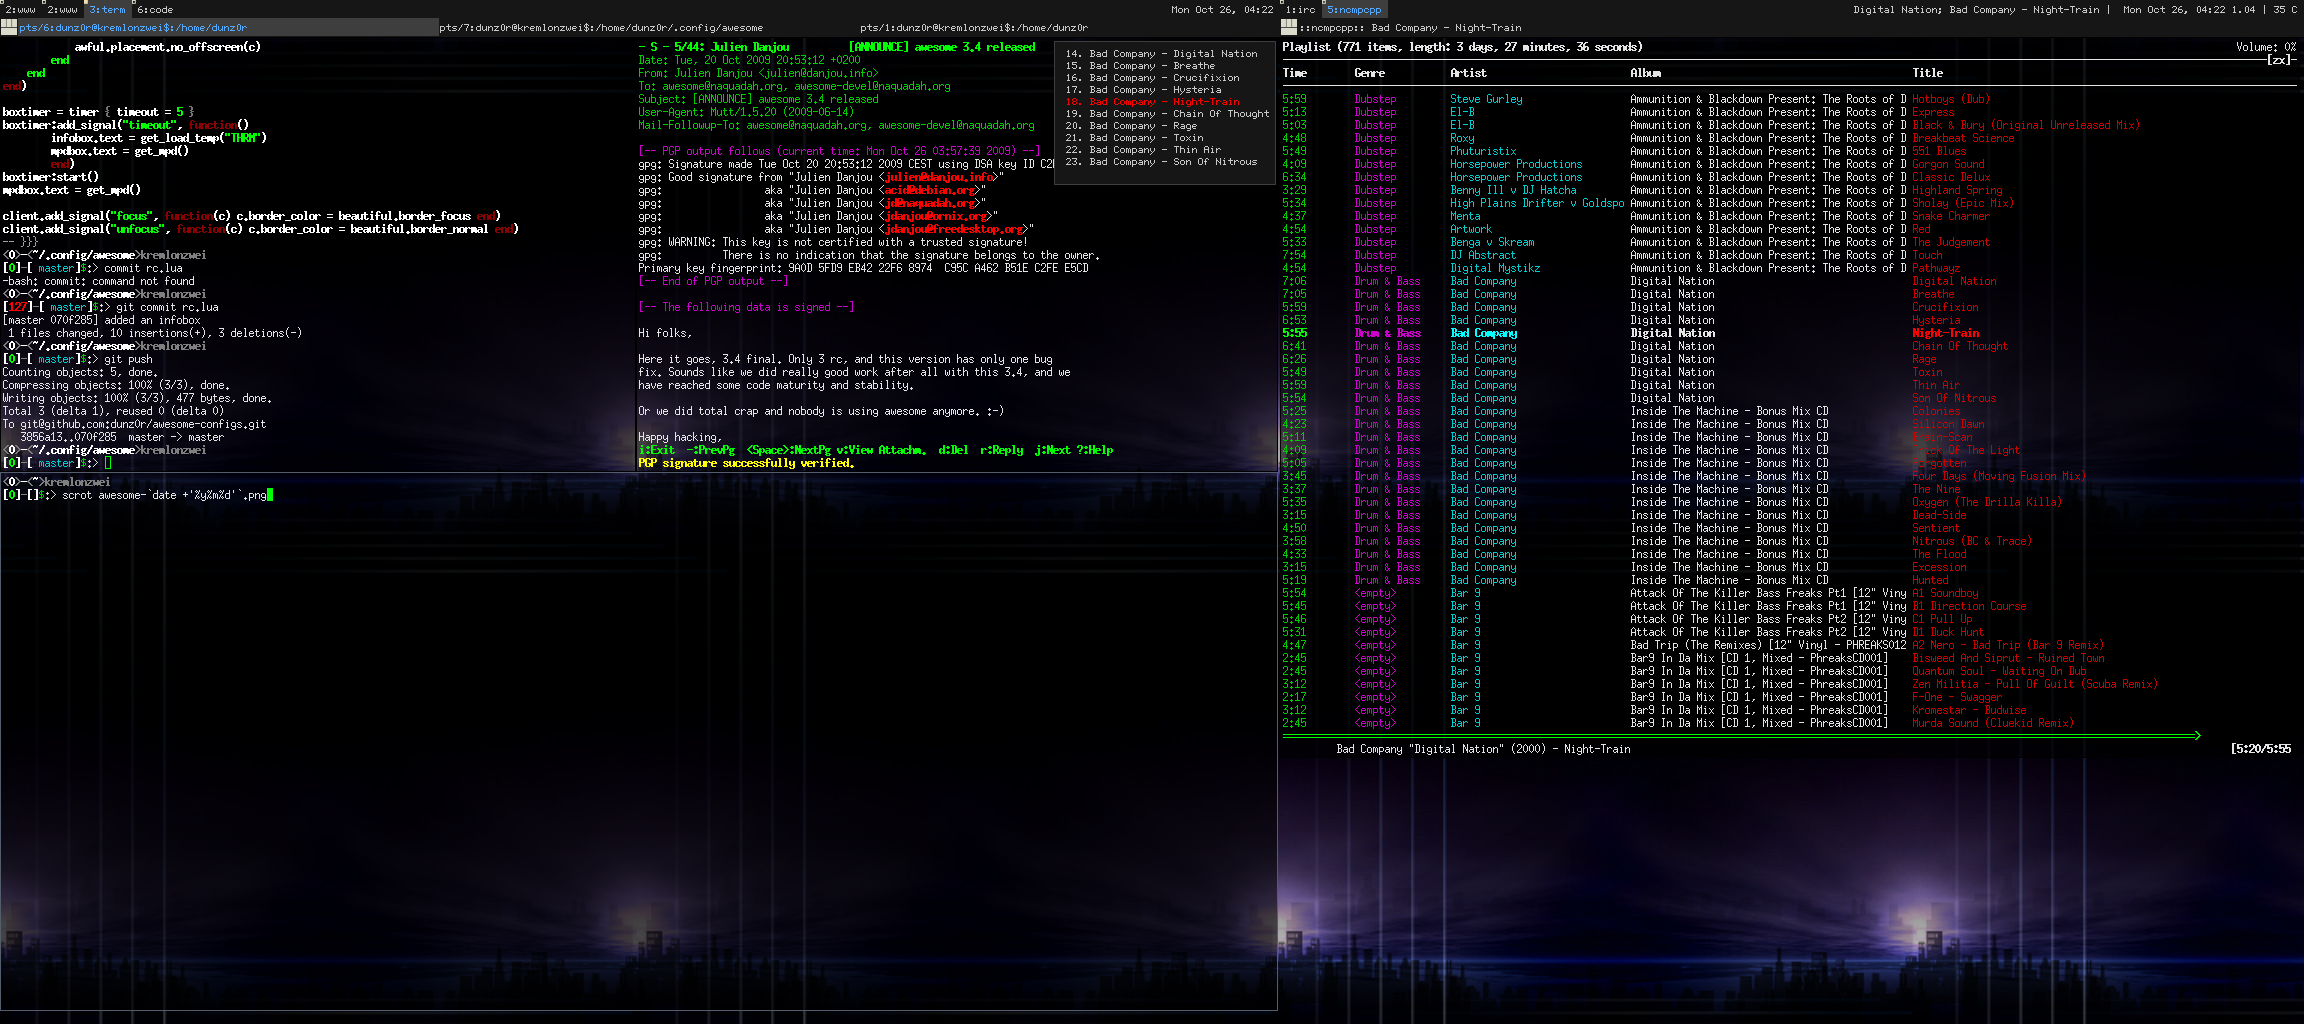 2:www 2:www 3:term 6:code
Mon Oct 26, 04:22
1:irc 5:ncmpcpp
Digital Nation; Bad Company - Night-Train | Mon Oct 26, 04:22 1.04 | 35 C
pts/6:dunz0r@kremlonzwei$:/home/dunz0r
pts/7:dunz0r@kremlonzwei$:/home/dunz0r/.config/awesome
pts/1:dunz0r@kremlonzwei$:/home/dunz0r
::ncmpcpp:: Bad Company - Night-Train
awful.placement.no_offscreen(c)
end
end
end)
boxtimer = timer { timeout = 5 }
boxtimer:add_signal("timeout", function()
infobox.text = get_load_temp("THRM")
mpdbox.text = get_mpd()
end)
boxtimer:start()
mpdbox.text = get_mpd()
client.add_signal("focus", function(c) c.border_color = beautiful.border_focus end)
client.add_signal("unfocus", function(c) c.border_color = beautiful.border_normal end)
-- }}}
<0>-<~/.config/awesome>kremlonzwei
[0]-[ master]$:> commit rc.lua
-bash: commit: command not found
<0>-<~/.config/awesome>kremlonzwei
[127]-[ master]$:> git commit rc.lua
[master 070f285] added an infobox
1 files changed, 10 insertions(+), 3 deletions(-)
<0>-<~/.config/awesome>kremlonzwei
[0]-[ master]$:> git push
Counting objects: 5, done.
Compressing objects: 100% (3/3), done.
Writing objects: 100% (3/3), 477 bytes, done.
Total 3 (delta 1), reused 0 (delta 0)
To git@github.com:dunz0r/awesome-configs.git
3856a13..070f285  master -> master
<0>-<~/.config/awesome>kremlonzwei
[0]-[ master]$:>
- S - 5/44: Julien Danjou [ANNOUNCE] awesome 3.4 released
Date: Tue, 20 Oct 2009 20:53:12 +0200
From: Julien Danjou <julien@danjou.info>
To: awesome@naquadah.org, awesome-devel@naquadah.org
Subject: [ANNOUNCE] awesome 3.4 released
User-Agent: Mutt/1.5.20 (2009-06-14)
Mail-Followup-To: awesome@naquadah.org, awesome-devel@naquadah.org
[-- PGP output follows (current time: Mon Oct 26 03:57:39 2009) --]
gpg: Signature made Tue Oct 20 20:53:12 2009 CEST using DSA key ID
gpg: Good signature from "Julien Danjou <julien@danjou.info>"
gpg: aka "Julien Danjou <acid@debian.org>"
gpg: aka "Julien Danjou <jd@naquadah.org>"
gpg: aka "Julien Danjou <jdanjou@ornix.org>"
gpg: aka "Julien Danjou <jdanjou@freedesktop.org>"
gpg: WARNING: This key is not certified with a trusted signature!
gpg: There is no indication that the signature belongs to the owner.
Primary key fingerprint: 9A0D 5FD9 EB42 22F6 8974  C95C A462 B51E C2FE E5CD
[-- End of PGP output --]
[-- The following data is signed --]
Hi folks,
Here it goes, 3.4 final. Only 3 rc, and this version has only one bug
fix. Sounds like we did really good work after all with this 3.4, and we
have reached some code maturity and stability.
Or we did total crap and nobody is using awesome anymore. :-)
Happy hacking,
i:Exit  -:PrevPg  <Space>:NextPg v:View Attachm.  d:Del  r:Reply  j:Next ?:Help
PGP signature successfully verified.
14. Bad Company - Digital Nation
15. Bad Company - Breathe
16. Bad Company - Crucifixion
17. Bad Company - Hysteria
18. Bad Company - Night-Train
19. Bad Company - Chain Of Thought
20. Bad Company - Rage
21. Bad Company - Toxin
22. Bad Company - Thin Air
23. Bad Company - Son Of Nitrous
<0>-<~>kremlonzwei
[0]-[]$:> scrot awesome-`date +'%y%m%d'`.png
Playlist (771 items, length: 3 days, 27 minutes, 36 seconds) Volume: 0%
[zx]-
Time Genre Artist Album Title
5:59 Dubstep Steve Gurley Ammunition & Blackdown Present: The Roots of D Hotboys (Dub)
5:13 Dubstep El-B Ammunition & Blackdown Present: The Roots of D Express
5:03 Dubstep El-B Ammunition & Blackdown Present: The Roots of D Black & Bury (Original Unreleased Mix)
4:48 Dubstep Roxy Ammunition & Blackdown Present: The Roots of D Breakbeat Science
5:49 Dubstep Phuturistix Ammunition & Blackdown Present: The Roots of D 551 Blues
4:09 Dubstep Horsepower Productions Ammunition & Blackdown Present: The Roots of D Gorgon Sound
6:34 Dubstep Horsepower Productions Ammunition & Blackdown Present: The Roots of D Classic Delux
3:29 Dubstep Benny Ill v DJ Hatcha Ammunition & Blackdown Present: The Roots of D Highland Spring
5:34 Dubstep High Plains Drifter v Goldspo Ammunition & Blackdown Present: The Roots of D Sholay (Epic Mix)
4:37 Dubstep Menta Ammunition & Blackdown Present: The Roots of D Snake Charmer
4:54 Dubstep Artwork Ammunition & Blackdown Present: The Roots of D Red
5:33 Dubstep Benga v Skream Ammunition & Blackdown Present: The Roots of D The Judgement
7:54 Dubstep DJ Abstract Ammunition & Blackdown Present: The Roots of D Touch
4:54 Dubstep Digital Mystikz Ammunition & Blackdown Present: The Roots of D Pathwayz
7:06 Drum & Bass Bad Company Digital Nation Digital Nation
7:05 Drum & Bass Bad Company Digital Nation Breathe
5:59 Drum & Bass Bad Company Digital Nation Crucifixion
6:53 Drum & Bass Bad Company Digital Nation Hysteria
5:55 Drum & Bass Bad Company Digital Nation Night-Train
6:41 Drum & Bass Bad Company Digital Nation Chain Of Thought
6:26 Drum & Bass Bad Company Digital Nation Rage
5:49 Drum & Bass Bad Company Digital Nation Toxin
5:59 Drum & Bass Bad Company Digital Nation Thin Air
5:54 Drum & Bass Bad Company Digital Nation Son Of Nitrous
5:25 Drum & Bass Bad Company Inside The Machine - Bonus Mix CD Colonies
4:23 Drum & Bass Bad Company Inside The Machine - Bonus Mix CD Silicon Dawn
5:11 Drum & Bass Bad Company Inside The Machine - Bonus Mix CD Brain-Scan
4:09 Drum & Bass Bad Company Inside The Machine - Bonus Mix CD Of The Light
5:05 Drum & Bass Bad Company Inside The Machine - Bonus Mix CD Forgotten
3:45 Drum & Bass Bad Company Inside The Machine - Bonus Mix CD Four Days (Moving Fusion Mix)
3:37 Drum & Bass Bad Company Inside The Machine - Bonus Mix CD The Nine
5:35 Drum & Bass Bad Company Inside The Machine - Bonus Mix CD Oxygen (The Drilla Killa)
3:15 Drum & Bass Bad Company Inside The Machine - Bonus Mix CD Dead-Side
4:50 Drum & Bass Bad Company Inside The Machine - Bonus Mix CD Sentient
3:58 Drum & Bass Bad Company Inside The Machine - Bonus Mix CD Nitrous (BC & Trace)
4:33 Drum & Bass Bad Company Inside The Machine - Bonus Mix CD The Flood
3:15 Drum & Bass Bad Company Inside The Machine - Bonus Mix CD Excession
5:19 Drum & Bass Bad Company Inside The Machine - Bonus Mix CD Hunted
5:54 <empty> Bar 9 Attack Of The Killer Bass Freaks Pt1 [12" Viny A1 Soundboy
5:45 <empty> Bar 9 Attack Of The Killer Bass Freaks Pt1 [12" Viny B1 Direction Course
5:46 <empty> Bar 9 Attack Of The Killer Bass Freaks Pt2 [12" Viny C1 Pull Up
5:31 <empty> Bar 9 Attack Of The Killer Bass Freaks Pt2 [12" Viny D1 Duck Hunt
4:47 <empty> Bar 9 Bad Trip (The Remixes) [12" Vinyl - PHREAKS012 A2 Nero - Bad Trip (Bar 9 Remix)
2:45 <empty> Bar 9 Bar9 In Da Mix [CD 1, Mixed - PhreaksCD001] Bisweed And Siprut - Ruined Town
2:45 <empty> Bar 9 Bar9 In Da Mix [CD 1, Mixed - PhreaksCD001] Quantum Soul - Waiting On Dub
3:12 <empty> Bar 9 Bar9 In Da Mix [CD 1, Mixed - PhreaksCD001] Zen Militia - Pull Of Guilt (Scuba Remix)
2:17 <empty> Bar 9 Bar9 In Da Mix [CD 1, Mixed - PhreaksCD001] F-One - Swagger
3:12 <empty> Bar 9 Bar9 In Da Mix [CD 1, Mixed - PhreaksCD001] Kromestar - Budwise
2:45 <empty> Bar 9 Bar9 In Da Mix [CD 1, Mixed - PhreaksCD001] Murda Sound (Cluekid Remix)
Bad Company "Digital Nation" (2000) - Night-Train [5:20/5:55